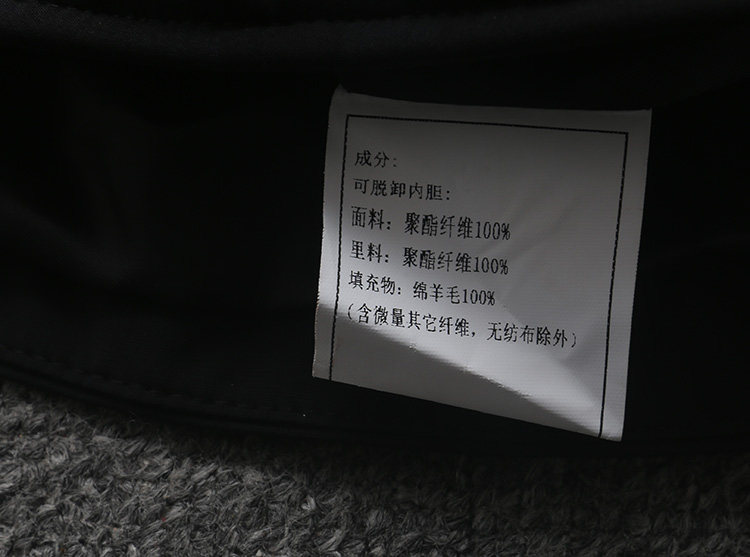 成分：
可脱卸内胆：
面料：聚酯纤维100%
里料：聚酯纤维100%
填充物：绵羊毛100%
（含微量其它纤维，无纺布除外）